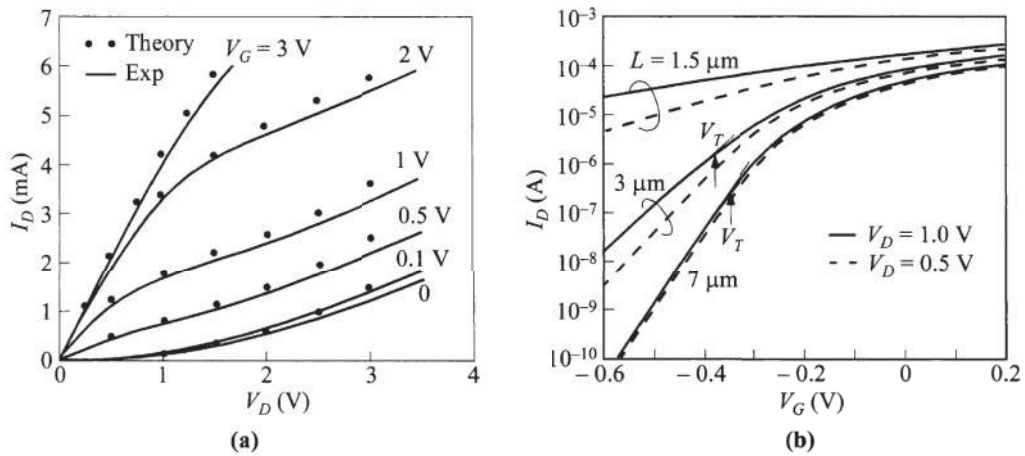 7
6
5
4
3
2
1
0
I_D (mA)
Theory
Exp
V_G = 3 V
2 V
1 V
0.5 V
0.1 V
0
0
1
2
3
4
V_D (V)
(a)
10⁻³
10⁻⁴
10⁻⁵
10⁻⁶
10⁻⁷
10⁻⁸
10⁻⁹
10⁻¹⁰
I_D (A)
L = 1.5 μm
V_T
3 μm
V_T
7 μm
V_D = 1.0 V
V_D = 0.5 V
− 0.6
− 0.4
− 0.2
0
0.2
V_G (V)
(b)